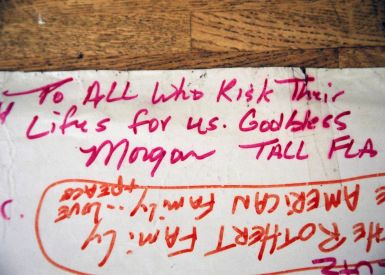 To ALL Who Risk Their
Lifes for us. Godbless
Morgan TALL FLA
THE ROTHERT FAMily
E AMERICAN Family - LOVE
+PEACE